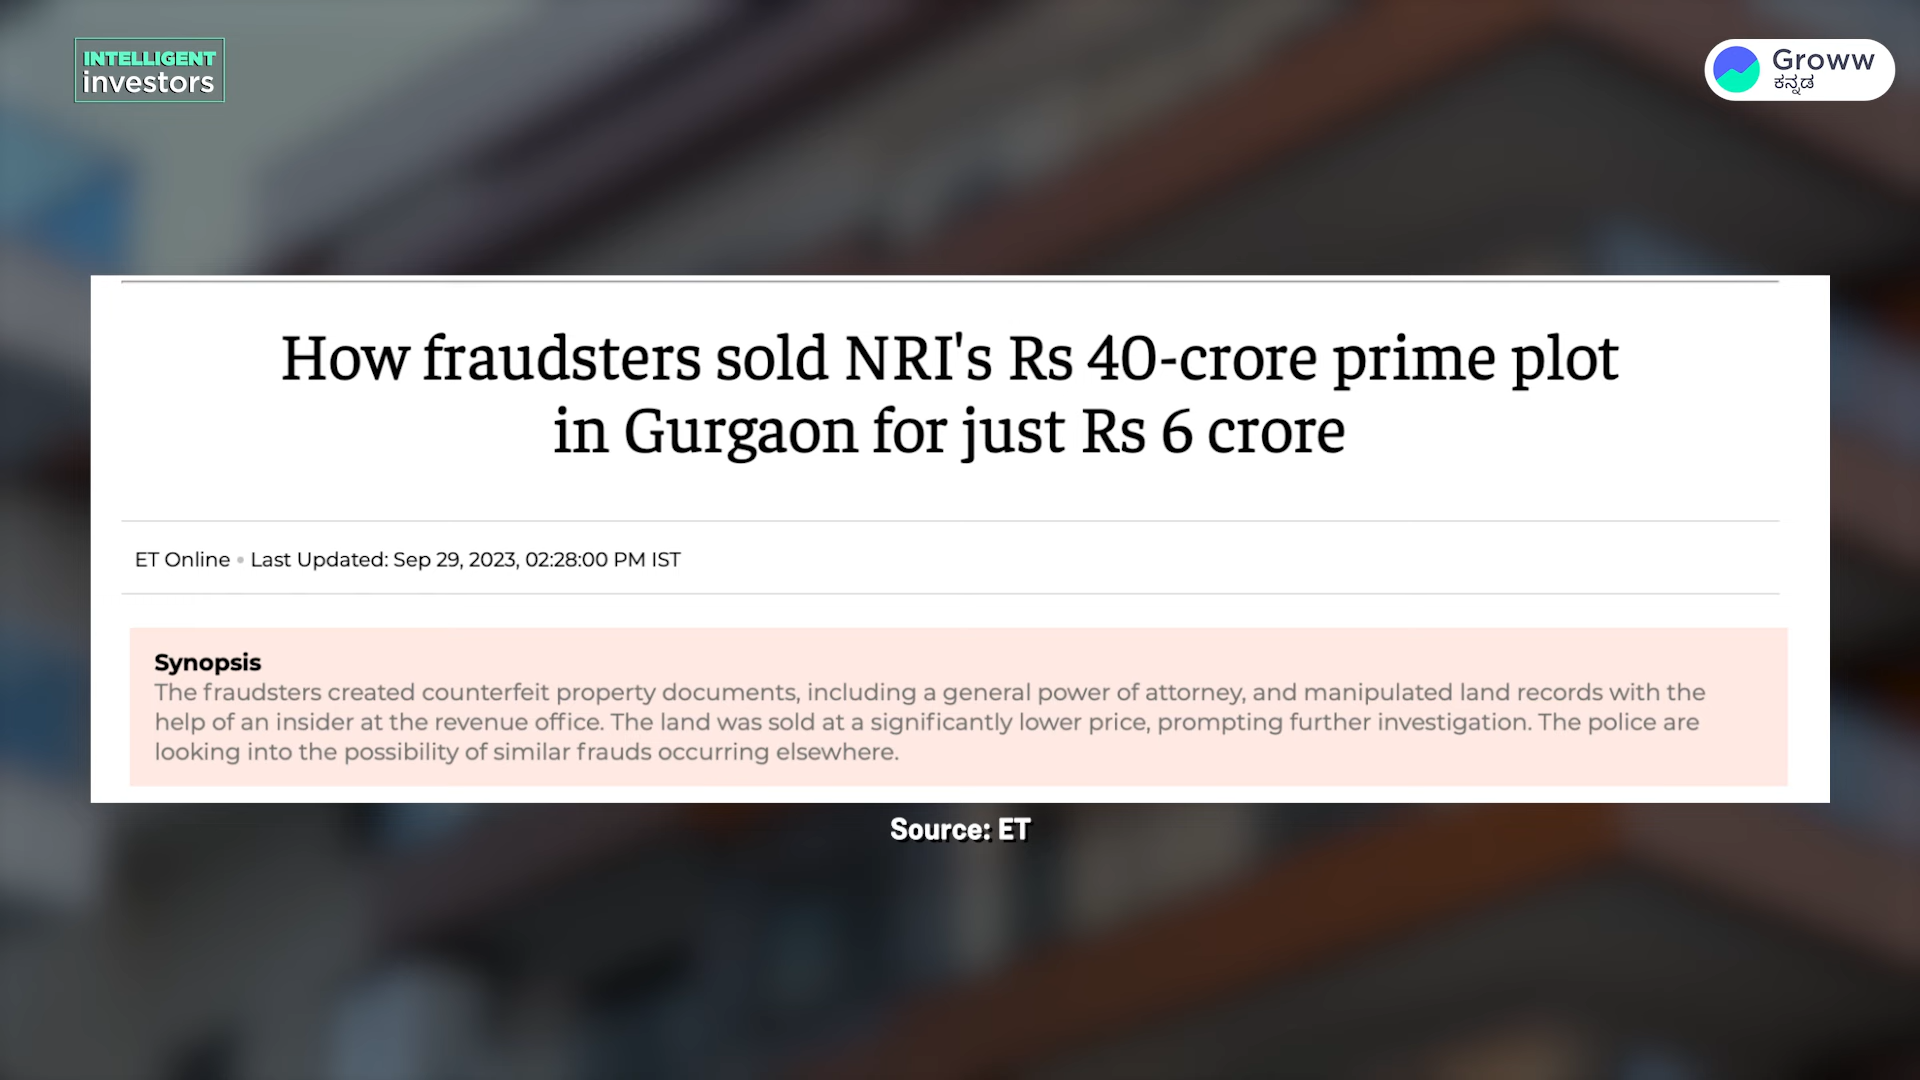 INTELLIGENT
investors
Groww
ಕನ್ನಡ
How fraudsters sold NRI's Rs 40-crore prime plot
in Gurgaon for just Rs 6 crore
ET Online • Last Updated: Sep 29, 2023, 02:28:00 PM IST
Synopsis
The fraudsters created counterfeit property documents, including a general power of attorney, and manipulated land records with the
help of an insider at the revenue office. The land was sold at a significantly lower price, prompting further investigation. The police are
looking into the possibility of similar frauds occurring elsewhere.
Source: ET